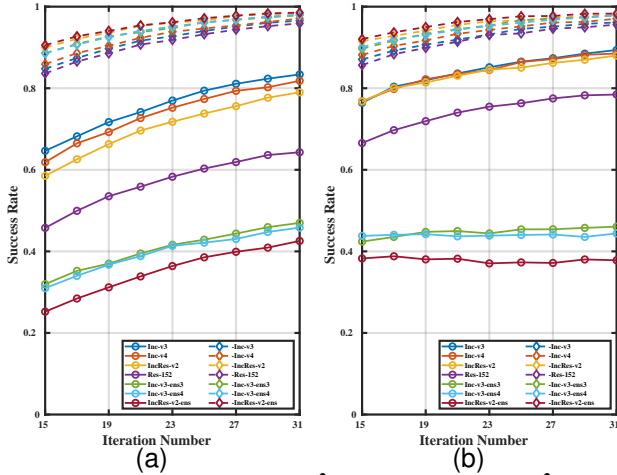 1
0.8
0.6
0.4
0.2
0
Success Rate
15
19
23
27
31
Iteration Number
Inc-v3
Inc-v4
IncRes-v2
Res-152
Inc-v3-ens3
Inc-v3-ens4
IncRes-v2-ens
-Inc-v3
-Inc-v4
-IncRes-v2
-Res-152
-Inc-v3-ens3
-Inc-v3-ens4
-IncRes-v2-ens
(a)
1
0.8
0.6
0.4
0.2
0
Success Rate
15
19
23
27
31
Iteration Number
Inc-v3
Inc-v4
IncRes-v2
Res-152
Inc-v3-ens3
Inc-v3-ens4
IncRes-v2-ens
-Inc-v3
-Inc-v4
-IncRes-v2
-Res-152
-Inc-v3-ens3
-Inc-v3-ens4
-IncRes-v2-ens
(b)